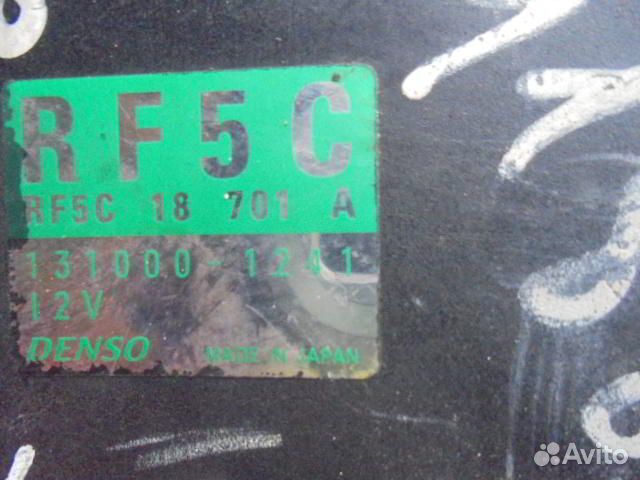 RF5C
RF5C 18 701 A
131000-1241
12V
DENSO MADE IN JAPAN
Avito